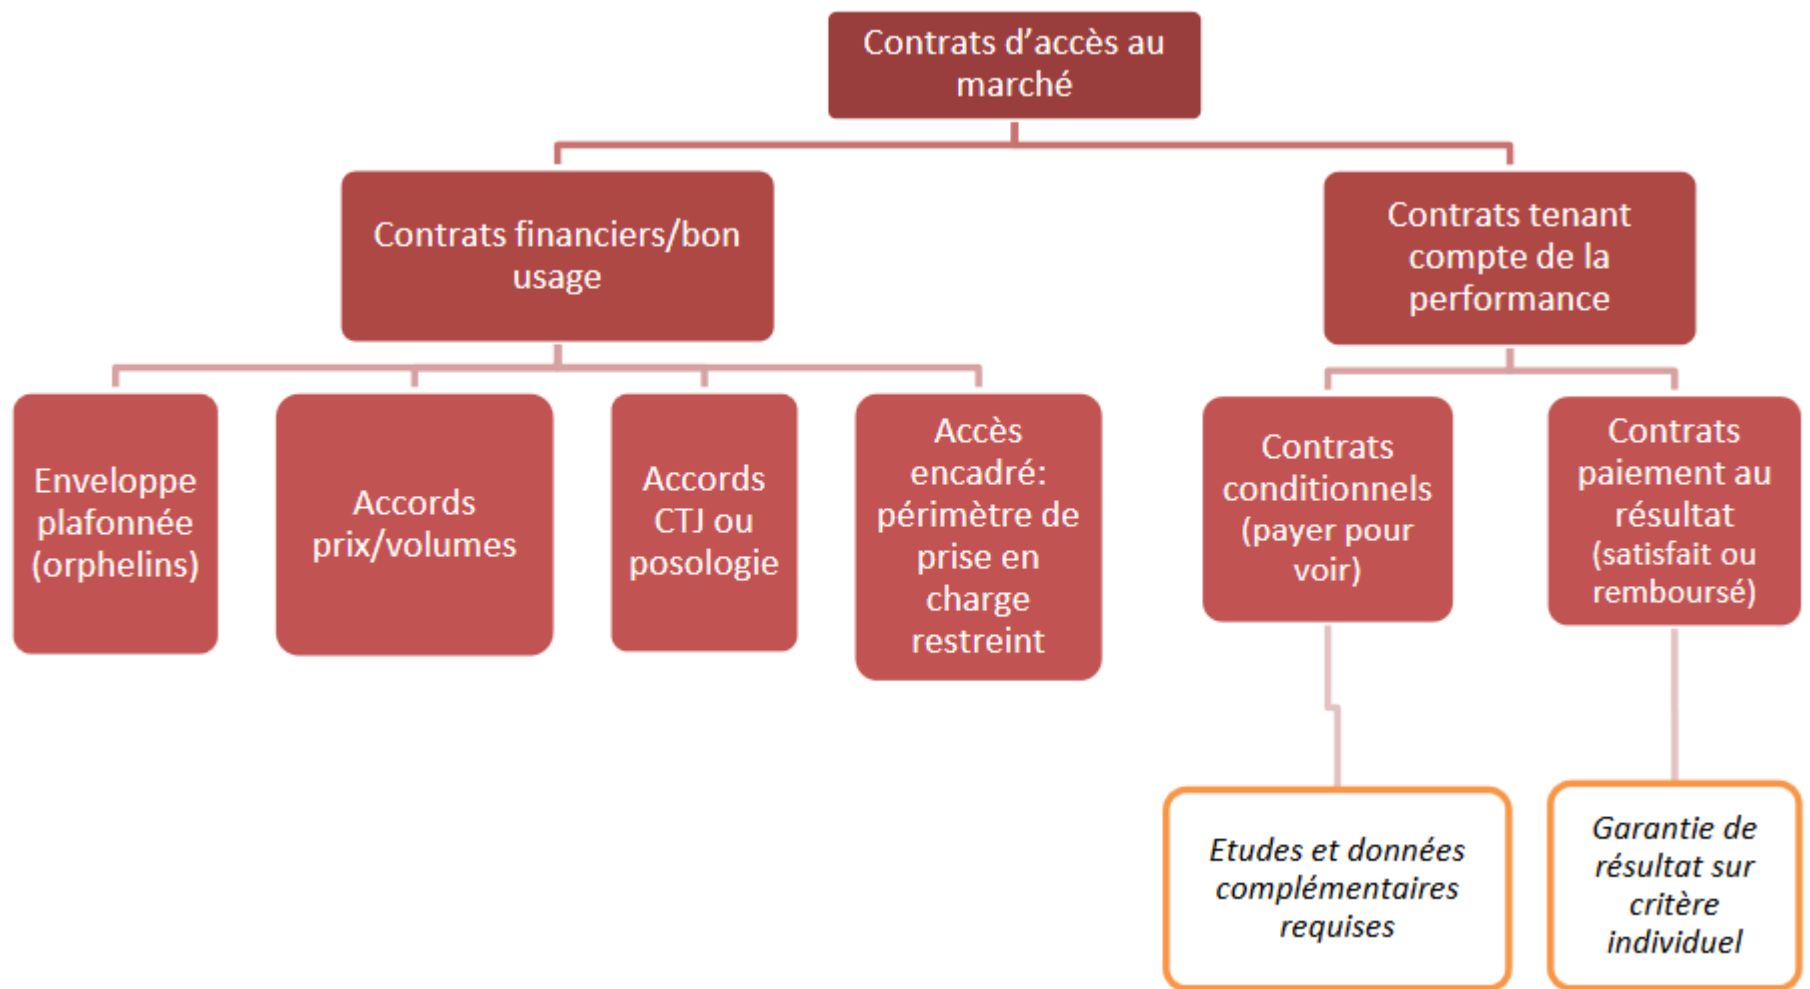 Contrats d’accès au
marché
Contrats financiers/bon
usage
Contrats tenant
compte de la
performance
Enveloppe
plafonnée
(orphelins)
Accords
prix/volumes
Accords
CTJ ou
posologie
Accès
encadré:
périmètre de
prise en
charge
restreint
Contrats
conditionnels
(payer pour
voir)
Contrats
paiement au
résultat
(satisfait ou
remboursé)
Etudes et données
complémentaires
requises
Garantie de
résultat sur
critère
individuel